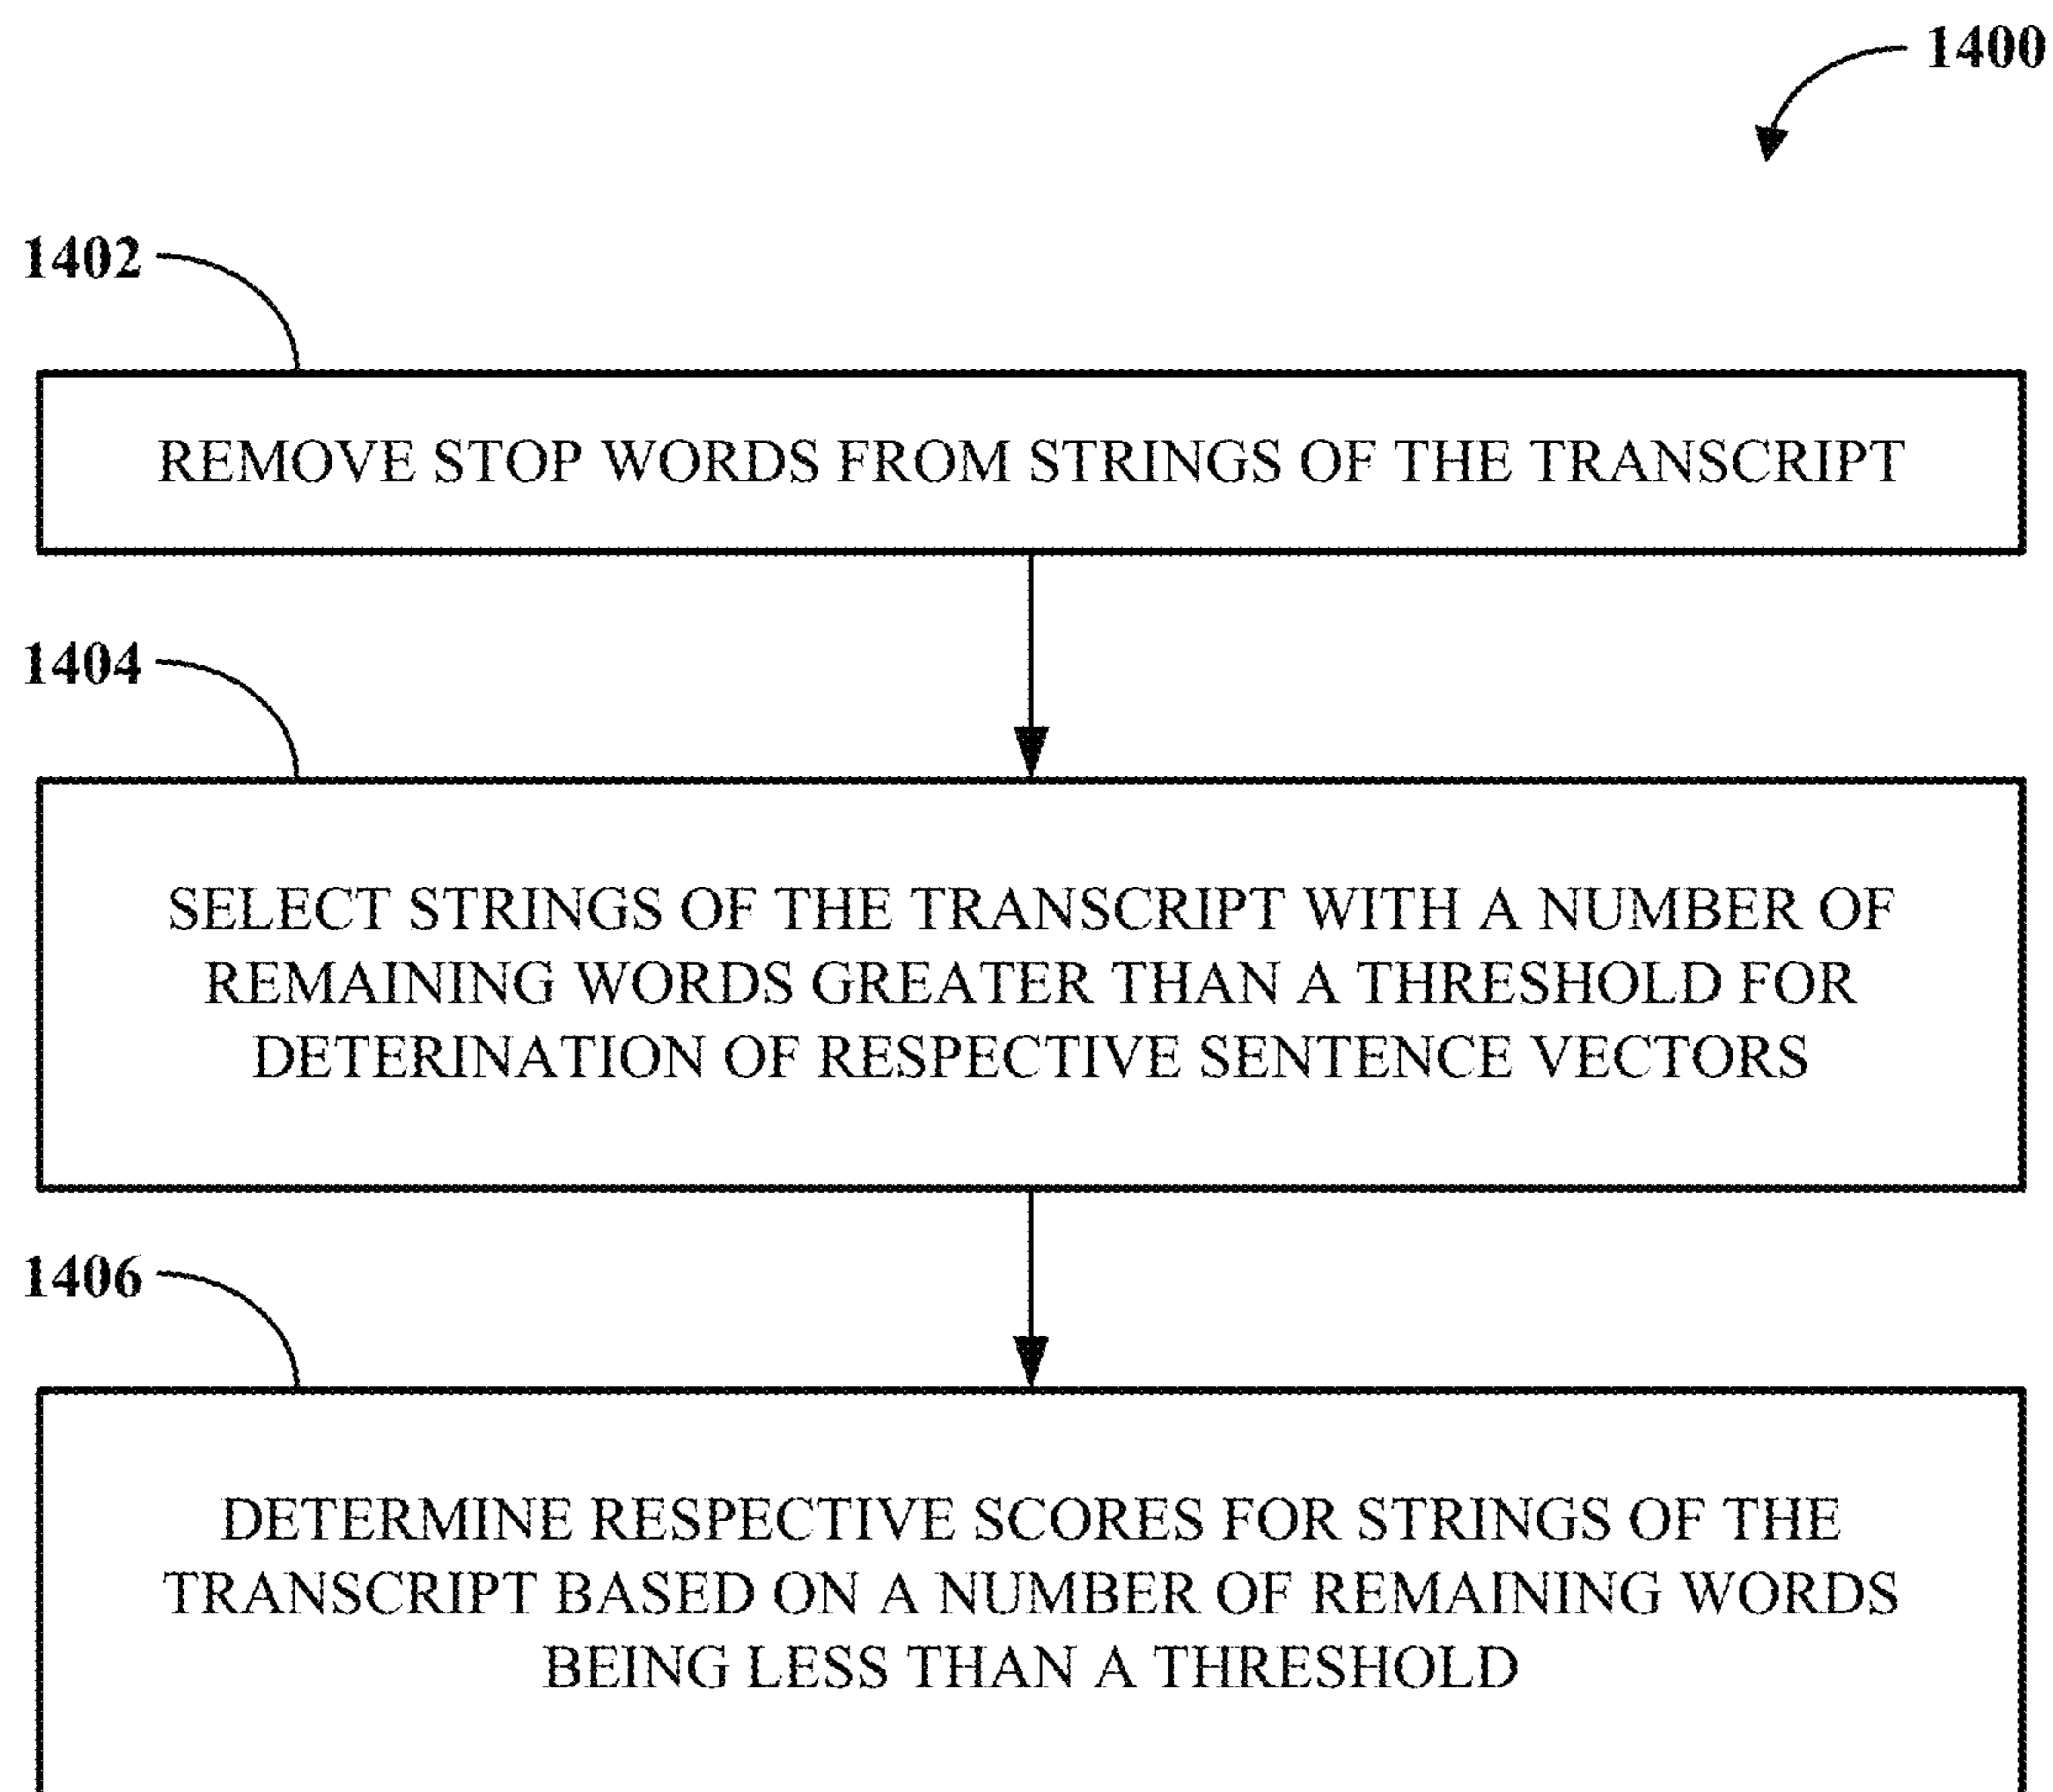 1400
1402
REMOVE STOP WORDS FROM STRINGS OF THE TRANSCRIPT
1404
SELECT STRINGS OF THE TRANSCRIPT WITH A NUMBER OF
REMAINING WORDS GREATER THAN A THRESHOLD FOR
DETERINATION OF RESPECTIVE SENTENCE VECTORS
1406
DETERMINE RESPECTIVE SCORES FOR STRINGS OF THE
TRANSCRIPT BASED ON A NUMBER OF REMAINING WORDS
BEING LESS THAN A THRESHOLD